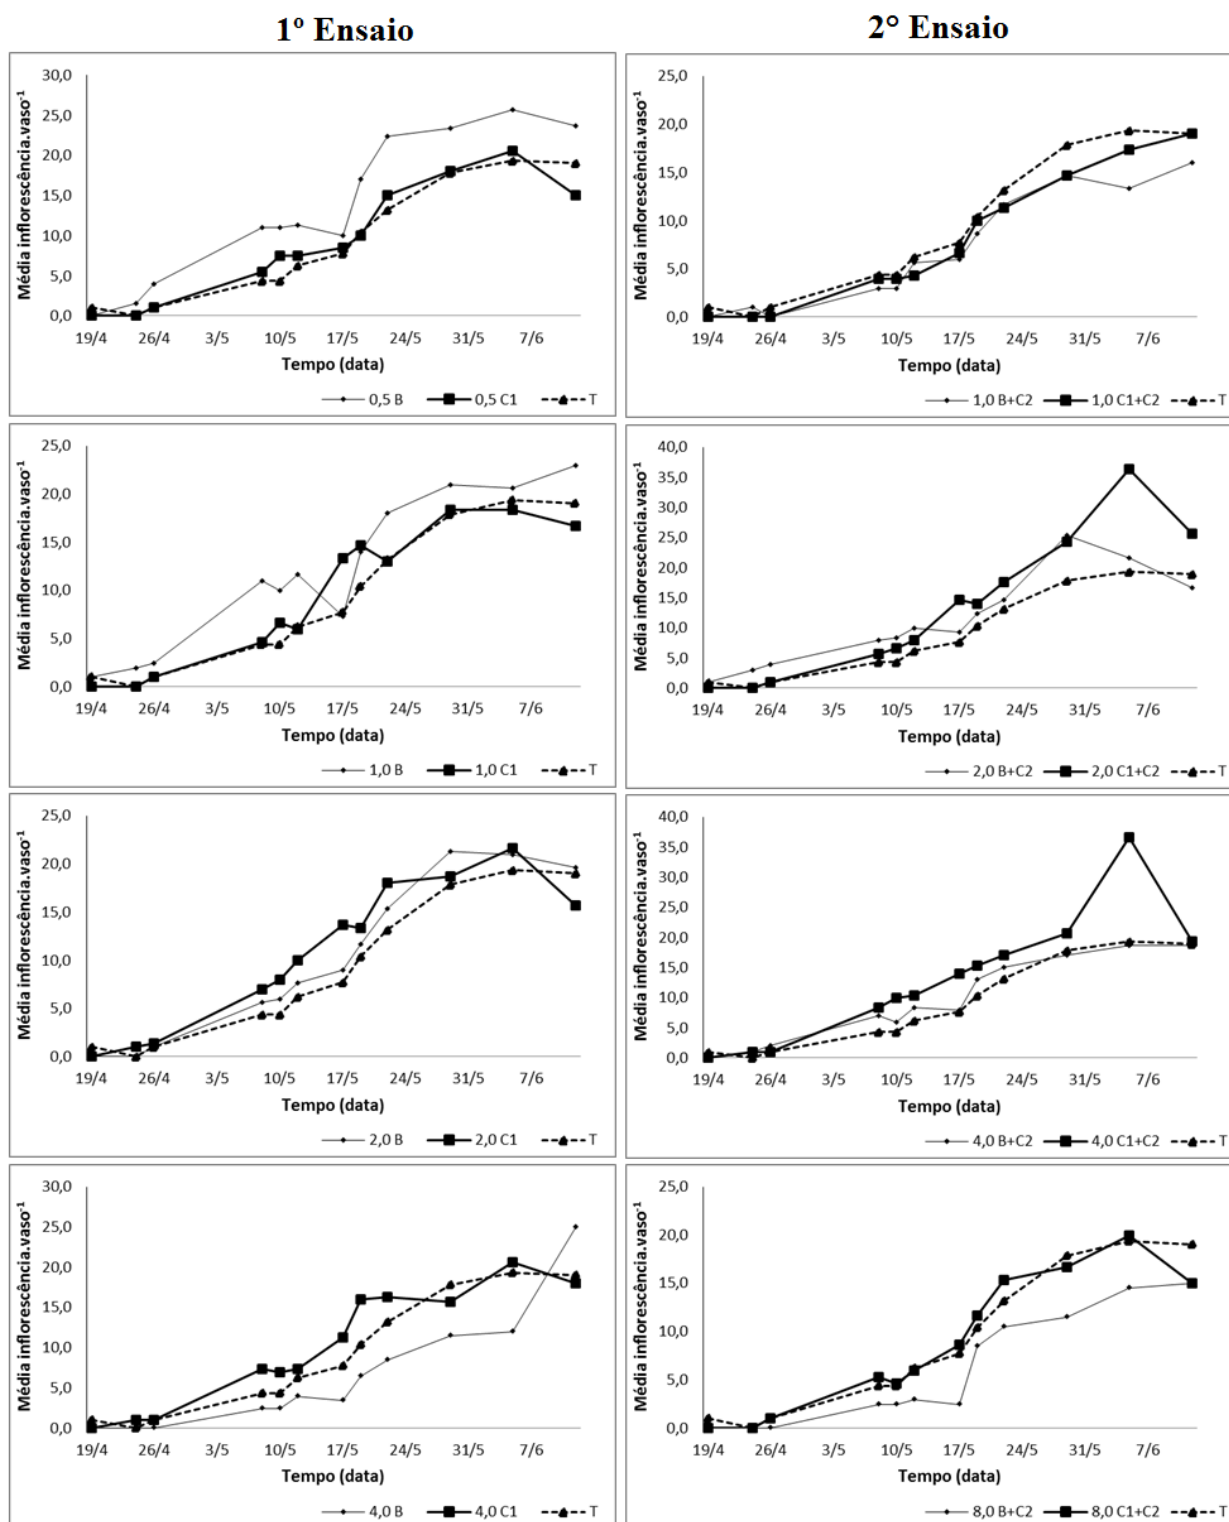 1º Ensaio
30,0
25,0
20,0
15,0
10,0
5,0
0,0
Média inflorescência.vaso⁻¹
19/4 26/4 3/5 10/5 17/5 24/5 31/5 7/6
Tempo (data)
0,5 B 0,5 C1 T
25,0
20,0
15,0
10,0
5,0
0,0
Média inflorescência.vaso⁻¹
19/4 26/4 3/5 10/5 17/5 24/5 31/5 7/6
Tempo (data)
1,0 B 1,0 C1 T
25,0
20,0
15,0
10,0
5,0
0,0
Média inflorescência.vaso⁻¹
19/4 26/4 3/5 10/5 17/5 24/5 31/5 7/6
Tempo (data)
2,0 B 2,0 C1 T
30,0
25,0
20,0
15,0
10,0
5,0
0,0
Média inflorescência.vaso⁻¹
19/4 26/4 3/5 10/5 17/5 24/5 31/5 7/6
Tempo (data)
4,0 B 4,0 C1 T
2° Ensaio
25,0
20,0
15,0
10,0
5,0
0,0
Média inflorescência.vaso⁻¹
19/4 26/4 3/5 10/5 17/5 24/5 31/5 7/6
Tempo (data)
1,0 B+C2 1,0 C1+C2 T
40,0
35,0
30,0
25,0
20,0
15,0
10,0
5,0
0,0
Média inflorescência.vaso⁻¹
19/4 26/4 3/5 10/5 17/5 24/5 31/5 7/6
Tempo (data)
2,0 B+C2 2,0 C1+C2 T
40,0
35,0
30,0
25,0
20,0
15,0
10,0
5,0
0,0
Média inflorescência.vaso⁻¹
19/4 26/4 3/5 10/5 17/5 24/5 31/5 7/6
Tempo (data)
4,0 B+C2 4,0 C1+C2 T
25,0
20,0
15,0
10,0
5,0
0,0
Média inflorescência.vaso⁻¹
19/4 26/4 3/5 10/5 17/5 24/5 31/5 7/6
Tempo (data)
8,0 B+C2 8,0 C1+C2 T